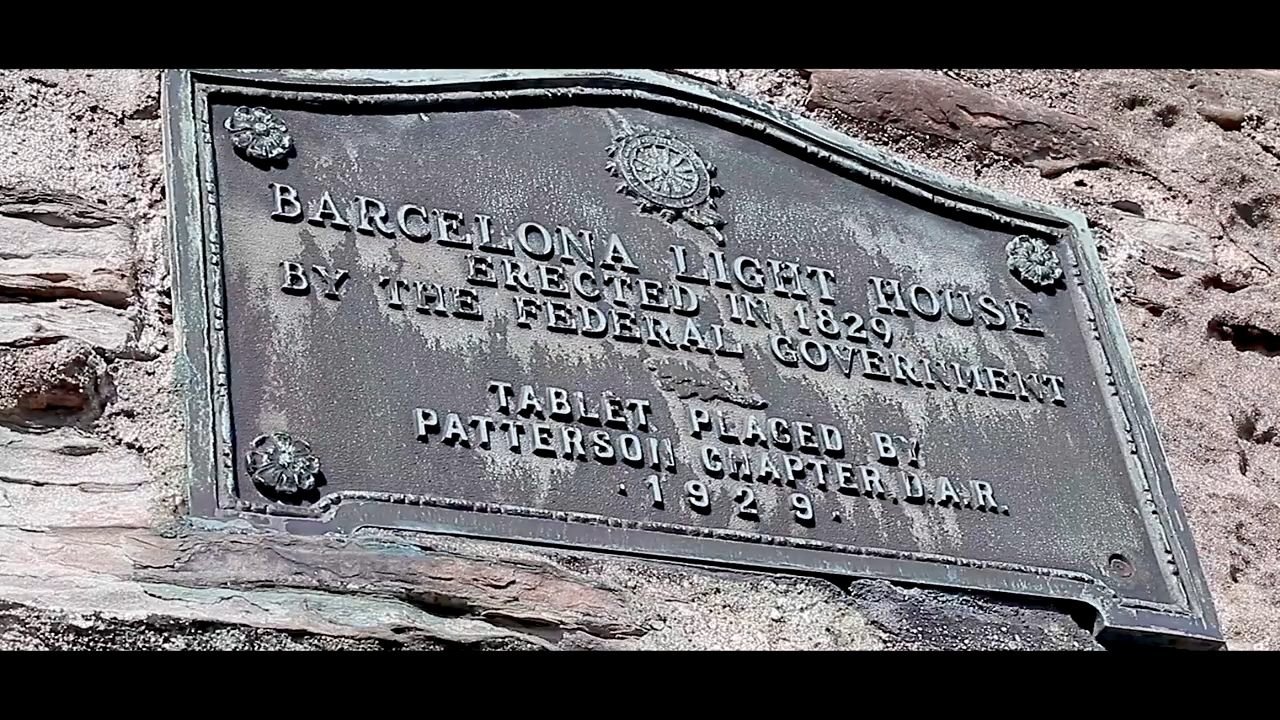 BARCELONA LIGHT HOUSE
ERECTED IN 1829
BY THE FEDERAL GOVERNMENT
TABLET PLACED BY
PATTERSON CHAPTER, D.A.R.
·1929·